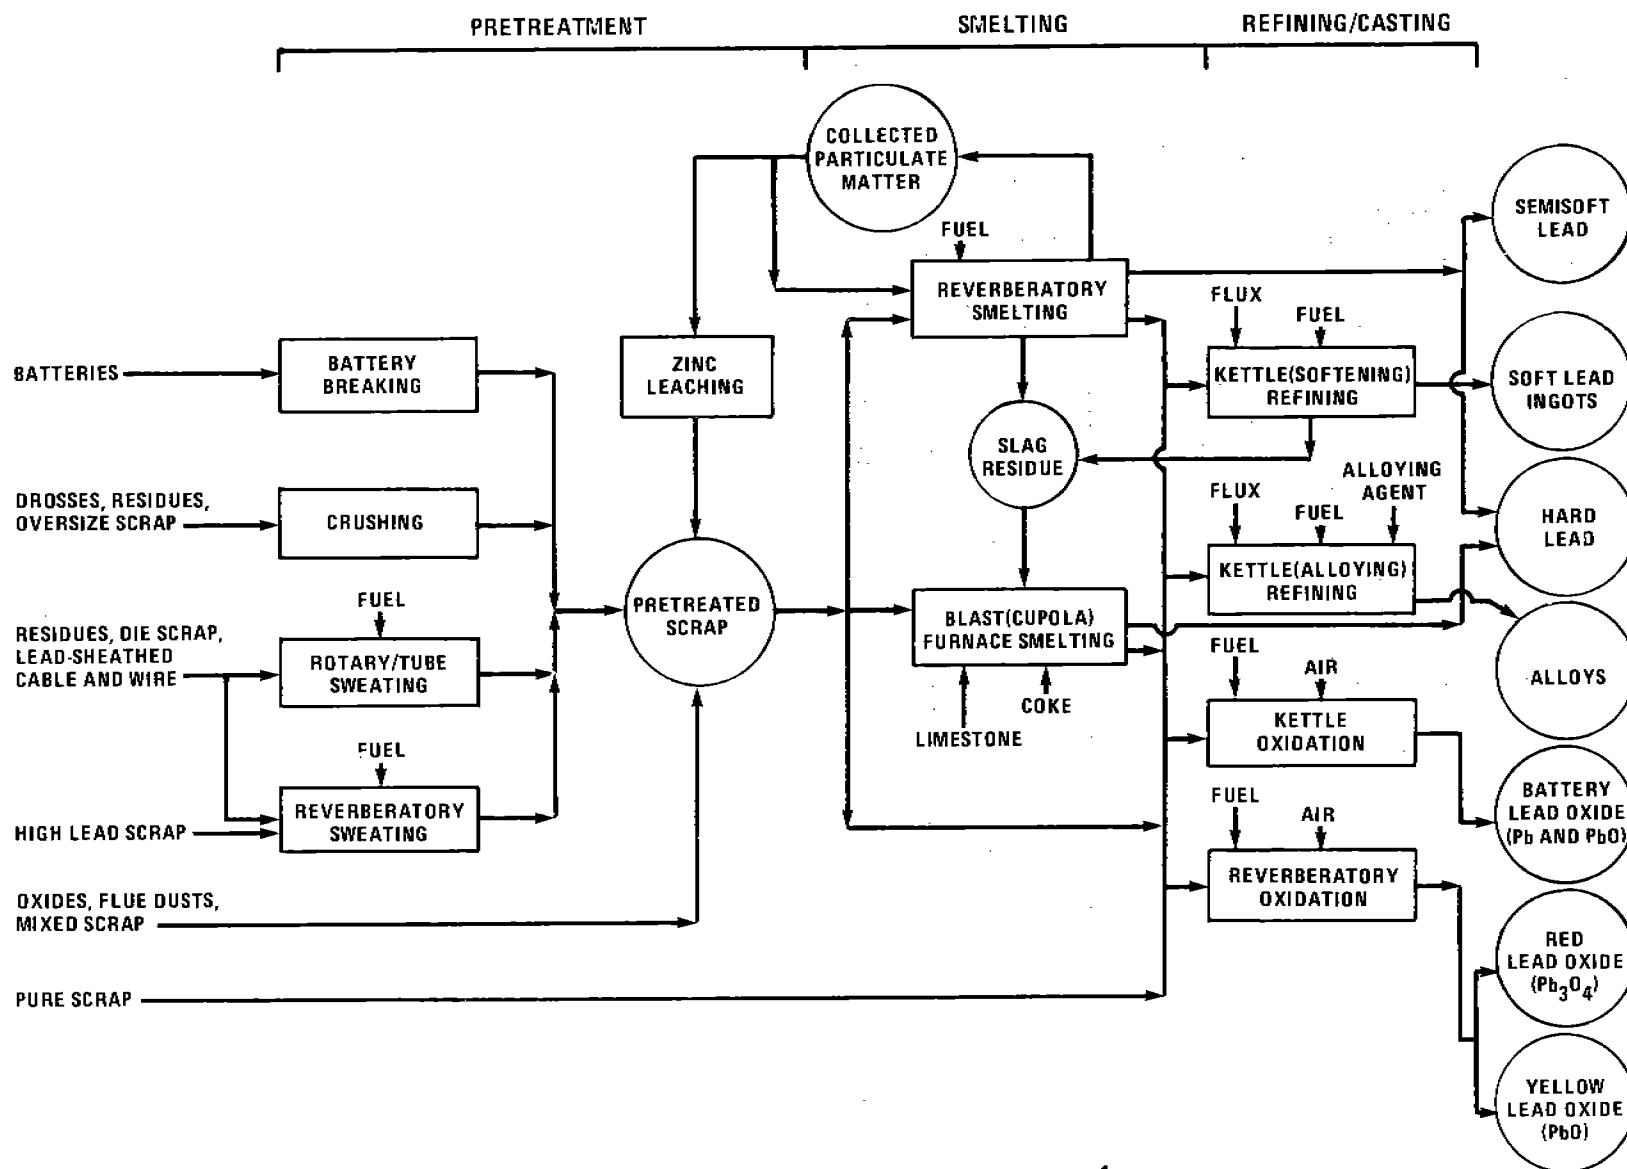 PRETREATMENT
SMELTING
REFINING/CASTING
COLLECTED
PARTICULATE
MATTER
SEMISOFT
LEAD
FUEL
REVERBERATORY
SMELTING
FLUX
FUEL
BATTERIES
BATTERY
BREAKING
ZINC
LEACHING
KETTLE(SOFTENING)
REFINING
SOFT LEAD
INGOTS
SLAG
RESIDUE
DROSSES, RESIDUES,
OVERSIZE SCRAP
CRUSHING
FLUX
FUEL
ALLOYING
AGENT
HARD
LEAD
KETTLE(ALLOYING)
REFINING
FUEL
RESIDUES, DIE SCRAP,
LEAD-SHEATHED
CABLE AND WIRE
ROTARY/TUBE
SWEATING
PRETREATED
SCRAP
BLAST(CUPOLA)
FURNACE SMELTING
COKE
LIMESTONE
FUEL
AIR
ALLOYS
KETTLE
OXIDATION
FUEL
HIGH LEAD SCRAP
REVERBERATORY
SWEATING
FUEL
AIR
BATTERY
LEAD OXIDE
(Pb AND PbO)
REVERBERATORY
OXIDATION
OXIDES, FLUE DUSTS,
MIXED SCRAP
RED
LEAD OXIDE
(Pb₃O₄)
PURE SCRAP
YELLOW
LEAD OXIDE
(PbO)